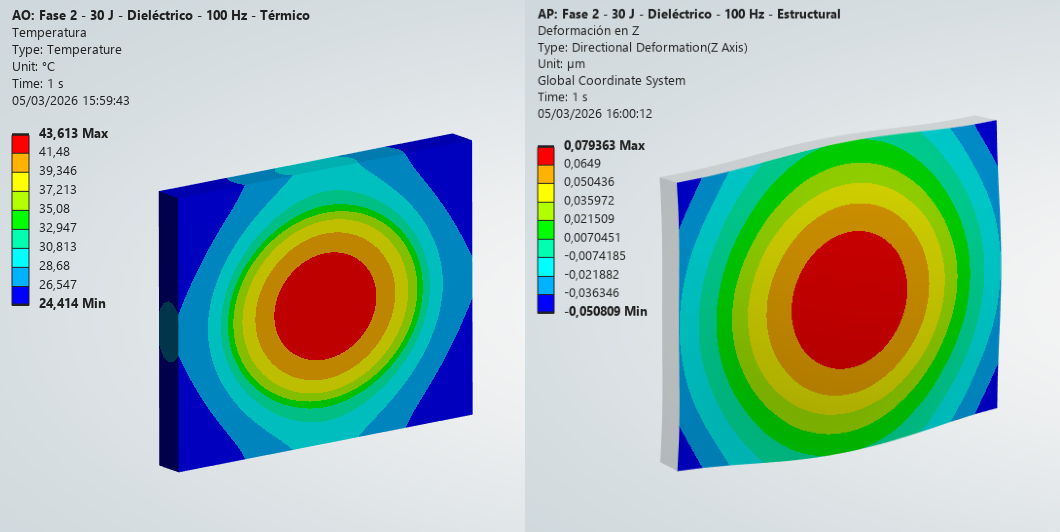 AO: Fase 2 - 30 J - Dieléctrico - 100 Hz - Térmico
Temperatura
Type: Temperature
Unit: °C
Time: 1 s
05/03/2026 15:59:43
43,613 Max
41,48
39,346
37,213
35,08
32,947
30,813
28,68
26,547
24,414 Min
AP: Fase 2 - 30 J - Dieléctrico - 100 Hz - Estructural
Deformación en Z
Type: Directional Deformation(Z Axis)
Unit: µm
Global Coordinate System
Time: 1 s
05/03/2026 16:00:12
0,079363 Max
0,0649
0,050436
0,035972
0,021509
0,0070451
-0,0074185
-0,021882
-0,036346
-0,050809 Min